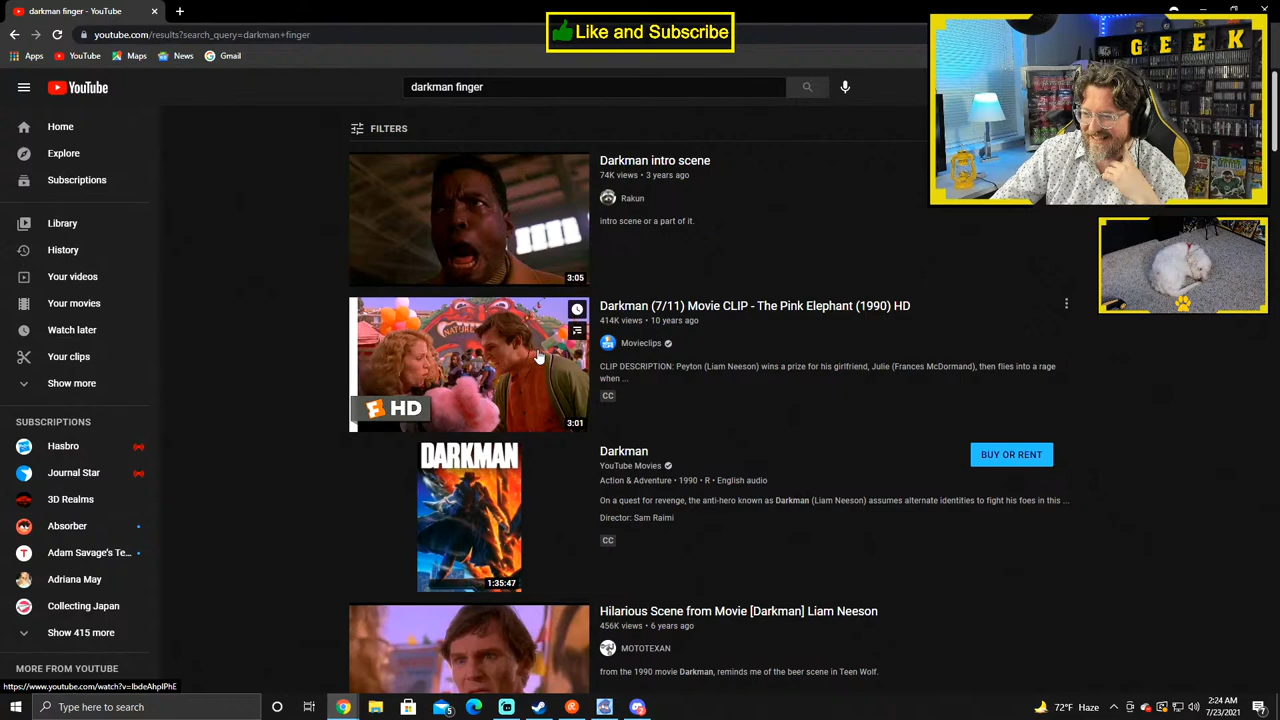 darkman finger
youtube.com/results?search_query=darkman+finger
Like and Subscribe
Apps
YouTube
Maps
News
Gmail
GEEK
YouTube
darkman finger
Home
Explore
Subscriptions
Library
History
Your videos
Your movies
Watch later
Your clips
Show more
SUBSCRIPTIONS
Hasbro
Journal Star
3D Realms
Absorber
Adam Savage's Te...
Adriana May
Collecting Japan
Show 415 more
MORE FROM YOUTUBE
FILTERS
3:05
Darkman intro scene
74K views • 3 years ago
Rakun
intro scene or a part of it.
NATURE
HD
3:01
Darkman (7/11) Movie CLIP - The Pink Elephant (1990) HD
414K views • 10 years ago
Movieclips
CLIP DESCRIPTION: Peyton (Liam Neeson) wins a prize for his girlfriend, Julie (Frances McDormand), then flies into a rage
when ...
CC
DARKMAN
1:35:47
Darkman
YouTube Movies
Action & Adventure • 1990 • R • English audio
On a quest for revenge, the anti-hero known as Darkman (Liam Neeson) assumes alternate identities to fight his foes in this ...
Director: Sam Raimi
CC
BUY OR RENT
Hilarious Scene from Movie [Darkman] Liam Neeson
456K views • 6 years ago
MOTOTEXAN
from the 1990 movie Darkman, reminds me of the beer scene in Teen Wolf.
https://www.youtube.com/watch?v=IbdeAhpIPhE
Type here to search
72°F Haze
2:24 AM
7/23/2021